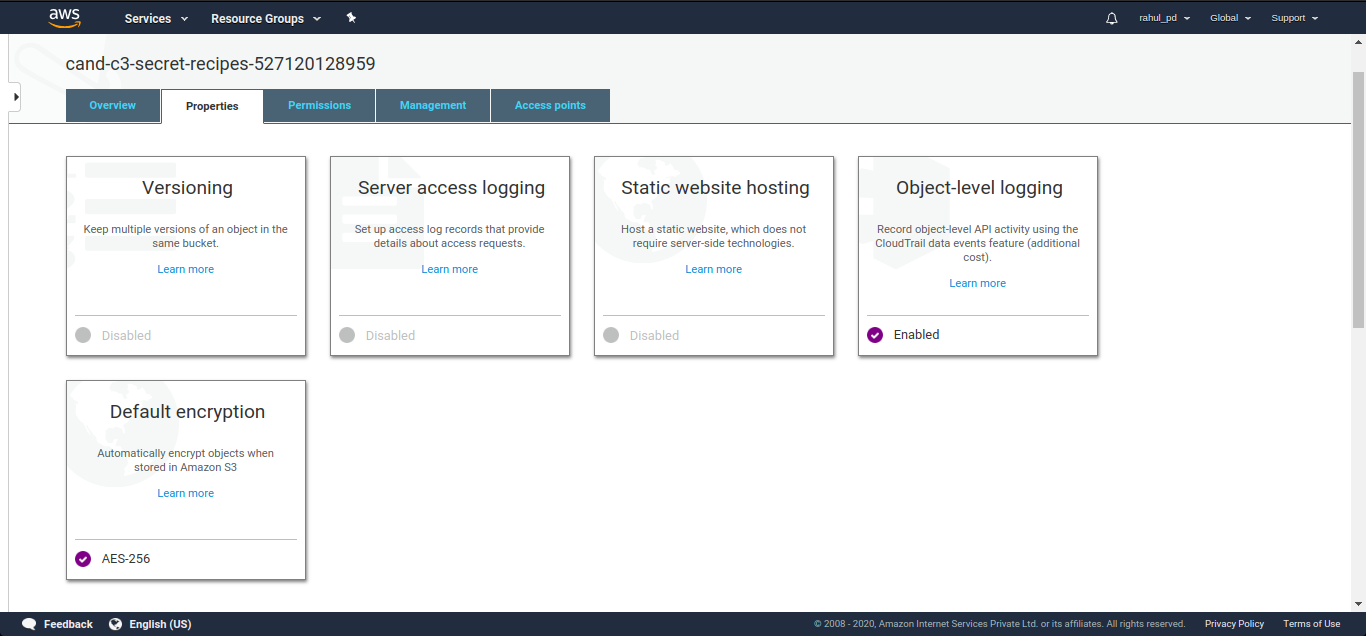 aws Services Resource Groups rahul_pd Global Support
cand-c3-secret-recipes-527120128959
Overview Properties Permissions Management Access points
Versioning
Keep multiple versions of an object in the
same bucket.
Learn more
Disabled
Server access logging
Set up access log records that provide
details about access requests.
Learn more
Disabled
Static website hosting
Host a static website, which does not
require server-side technologies.
Learn more
Disabled
Object-level logging
Record object-level API activity using the
CloudTrail data events feature (additional
cost).
Learn more
Enabled
Default encryption
Automatically encrypt objects when
stored in Amazon S3
Learn more
AES-256
Feedback English (US) © 2008 - 2020, Amazon Internet Services Private Ltd. or its affiliates. All rights reserved. Privacy Policy Terms of Use